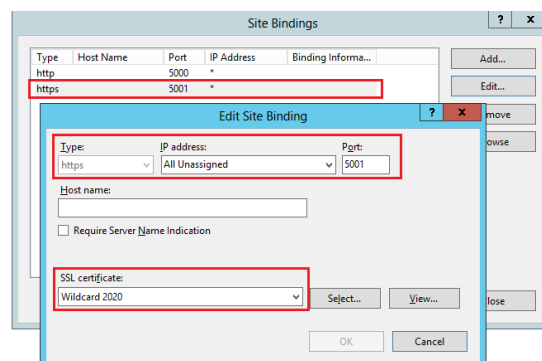 Site Bindings
? x
Type Host Name Port IP Address Binding Informa...
http 5000 *
https 5001 *
Add...
Edit...
move
owse
lose
Edit Site Binding
? x
Type: IP address: Port:
https All Unassigned 5001
Host name:
Require Server Name Indication
SSL certificate:
Wildcard 2020 Select... View...
OK Cancel